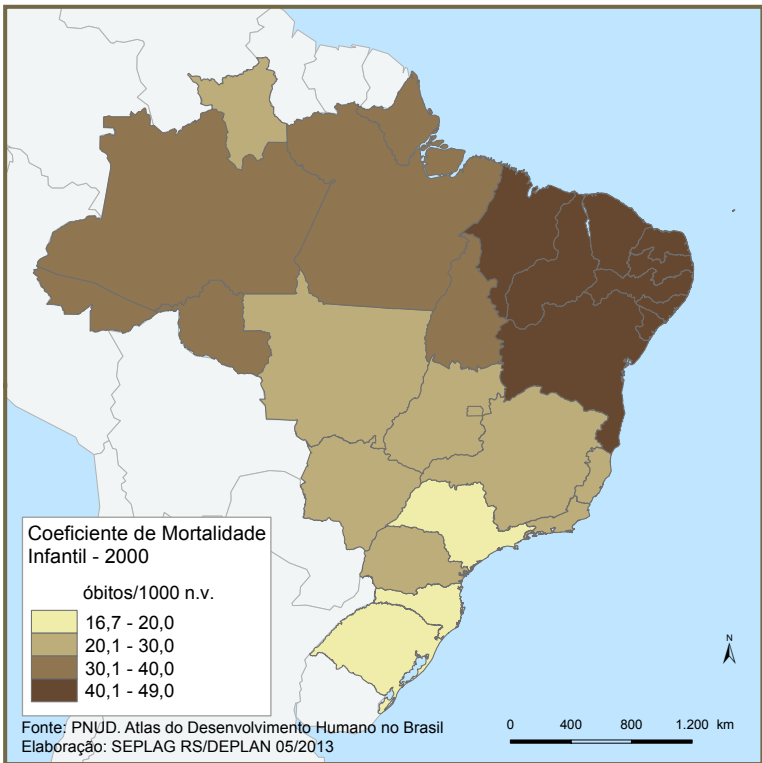 Coeficiente de Mortalidade
Infantil - 2000
óbitos/1000 n.v.
16,7 - 20,0
20,1 - 30,0
30,1 - 40,0
40,1 - 49,0
Fonte: PNUD. Atlas do Desenvolvimento Humano no Brasil
Elaboração: SEPLAG RS/DEPLAN 05/2013
N
0 400 800 1.200 km